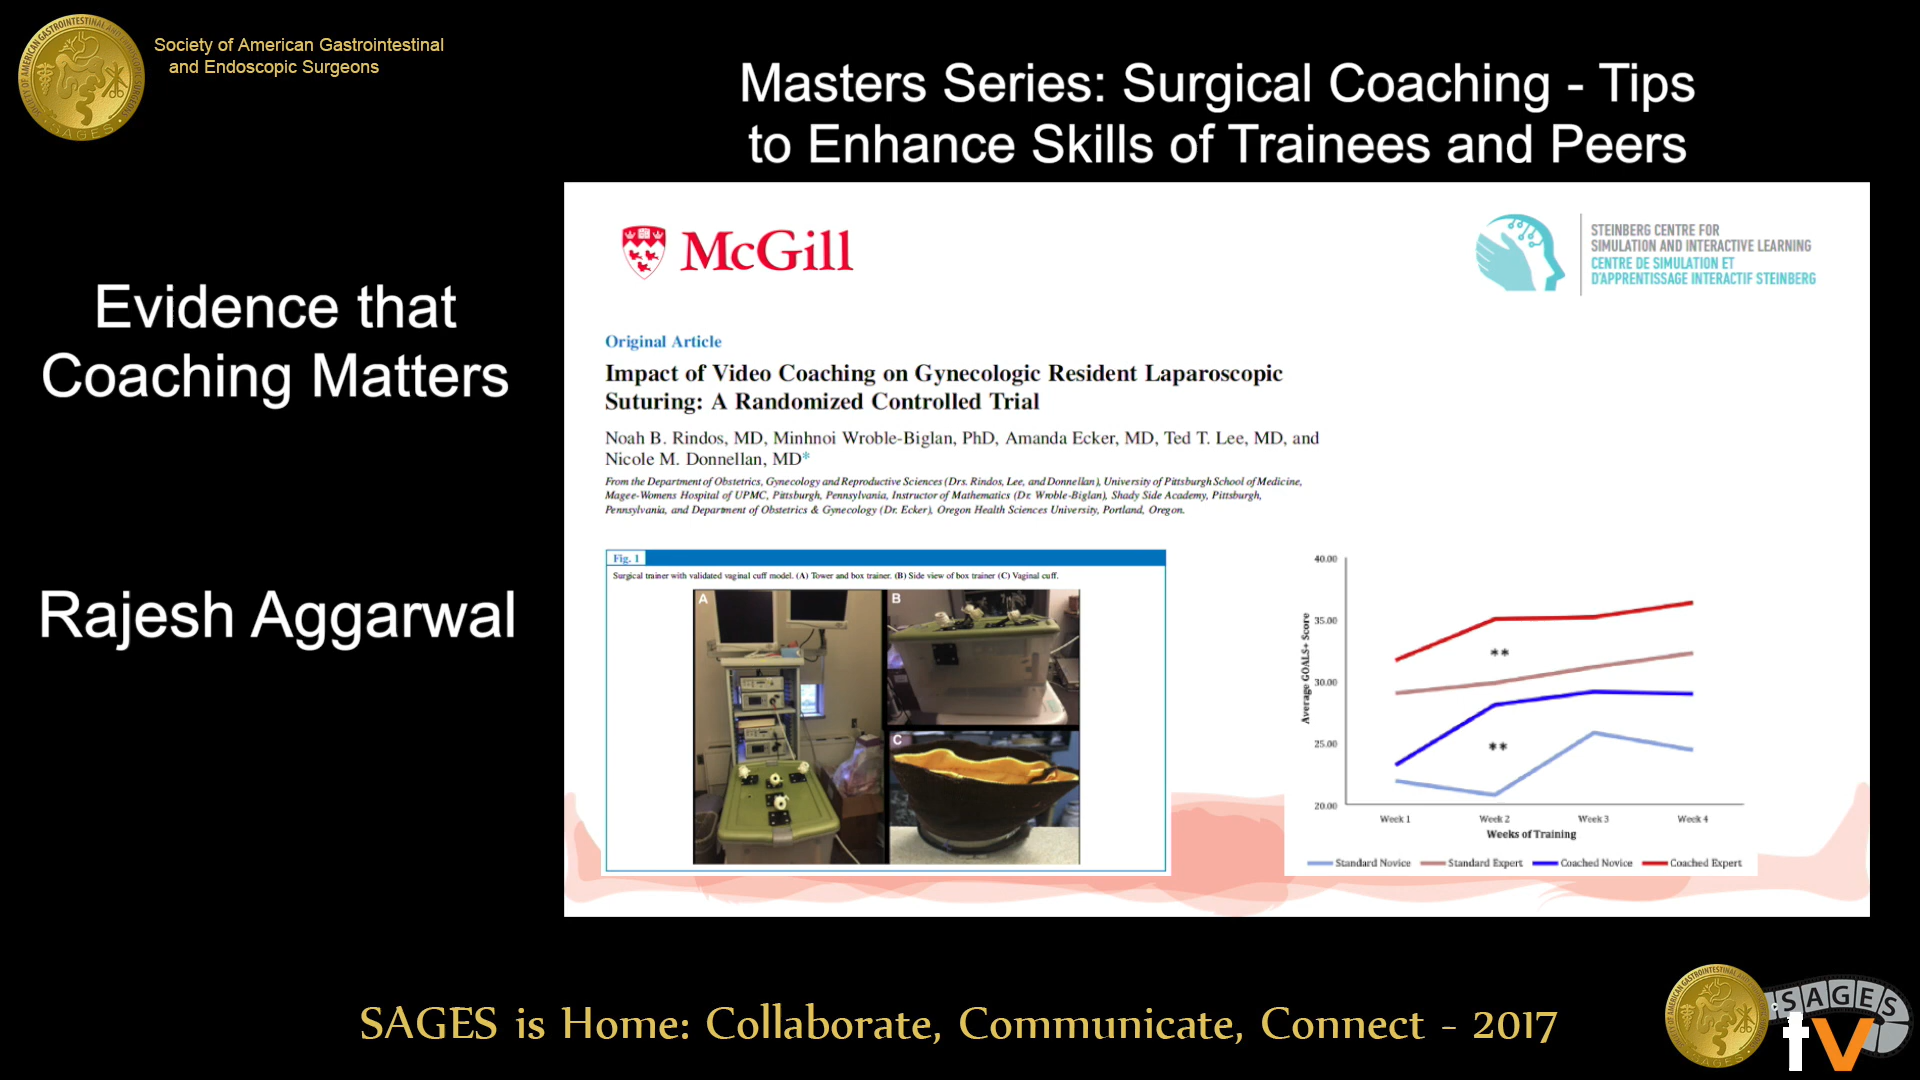 Society of American Gastrointestinal
and Endoscopic Surgeons
SAGES
Masters Series: Surgical Coaching - Tips
to Enhance Skills of Trainees and Peers
Evidence that
Coaching Matters
Rajesh Aggarwal
McGill
STEINBERG CENTRE FOR
SIMULATION AND INTERACTIVE LEARNING
CENTRE DE SIMULATION ET
D'APPRENTISSAGE INTERACTIF STEINBERG
Original Article
Impact of Video Coaching on Gynecologic Resident Laparoscopic
Suturing: A Randomized Controlled Trial
Noah B. Rindos, MD, Minhnoi Wroble-Biglan, PhD, Amanda Ecker, MD, Ted T. Lee, MD, and
Nicole M. Donnellan, MD*
From the Department of Obstetrics, Gynecology and Reproductive Sciences (Drs. Rindos, Lee, and Donnellan), University of Pittsburgh School of Medicine,
Magee-Womens Hospital of UPMC, Pittsburgh, Pennsylvania, Instructor of Mathematics (Dr. Wroble-Biglan), Shady Side Academy, Pittsburgh,
Pennsylvania, and Department of Obstetrics & Gynecology (Dr. Ecker), Oregon Health Sciences University, Portland, Oregon.
Fig. 1
Surgical trainer with validated vaginal cuff model. (A) Tower and box trainer. (B) Side view of box trainer (C) Vaginal cuff.
A
B
C
Average GOALS+ Score
40.00
35.00
30.00
25.00
20.00
**
**
Week 1 Week 2 Week 3 Week 4
Weeks of Training
Standard Novice Standard Expert Coached Novice Coached Expert
SAGES is Home: Collaborate, Communicate, Connect - 2017
SAGES
tv